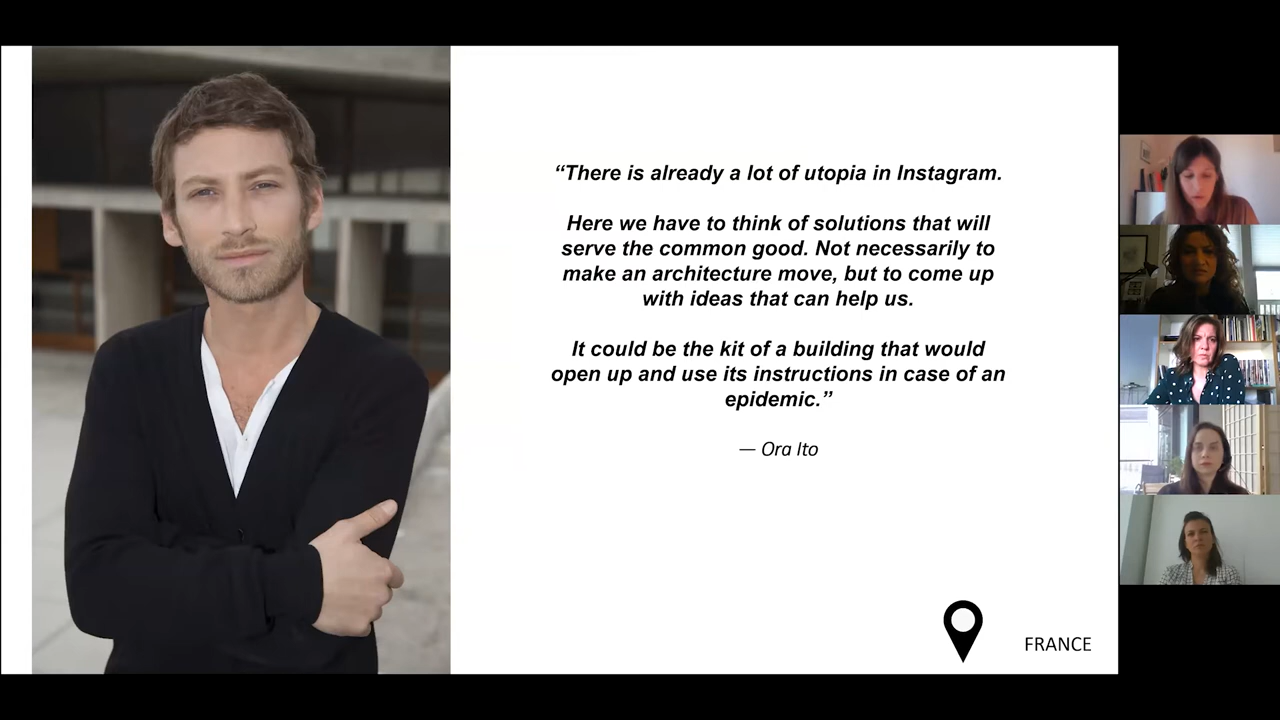 “There is already a lot of utopia in Instagram.
Here we have to think of solutions that will
serve the common good. Not necessarily to
make an architecture move, but to come up
with ideas that can help us.
It could be the kit of a building that would
open up and use its instructions in case of an
epidemic.”
— Ora Ito
FRANCE